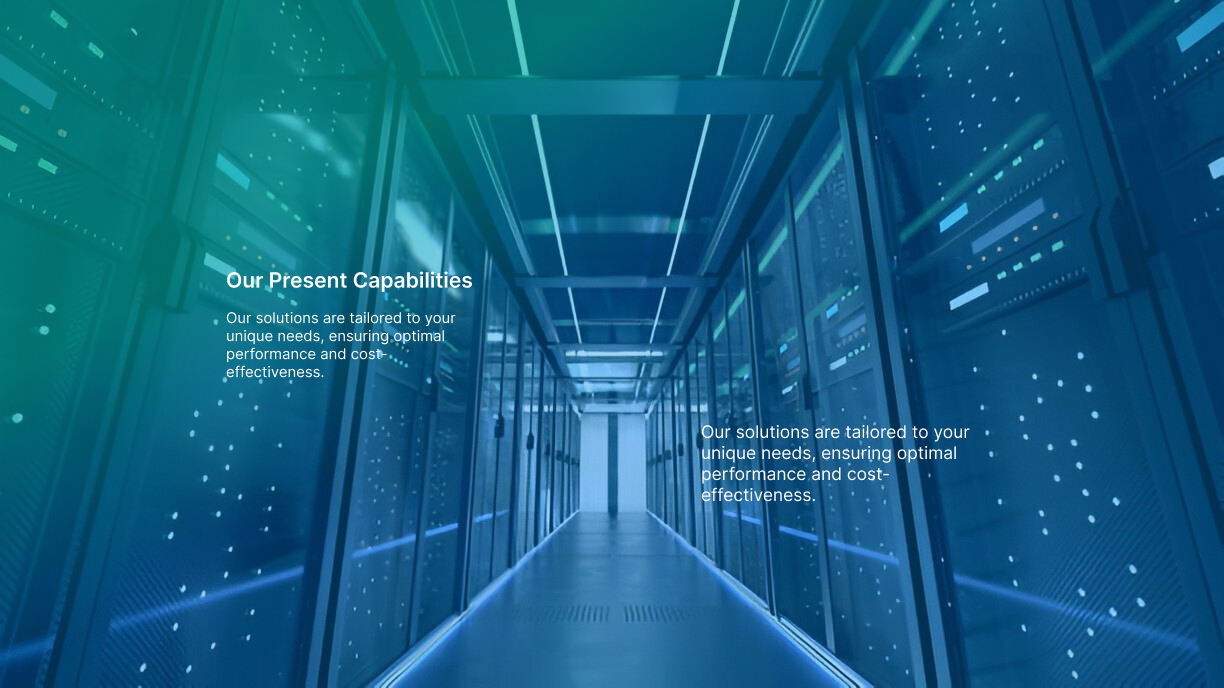 Our Present Capabilities
Our solutions are tailored to your
unique needs, ensuring optimal
performance and cost-
effectiveness.
Our solutions are tailored to your
unique needs, ensuring optimal
performance and cost-
effectiveness.